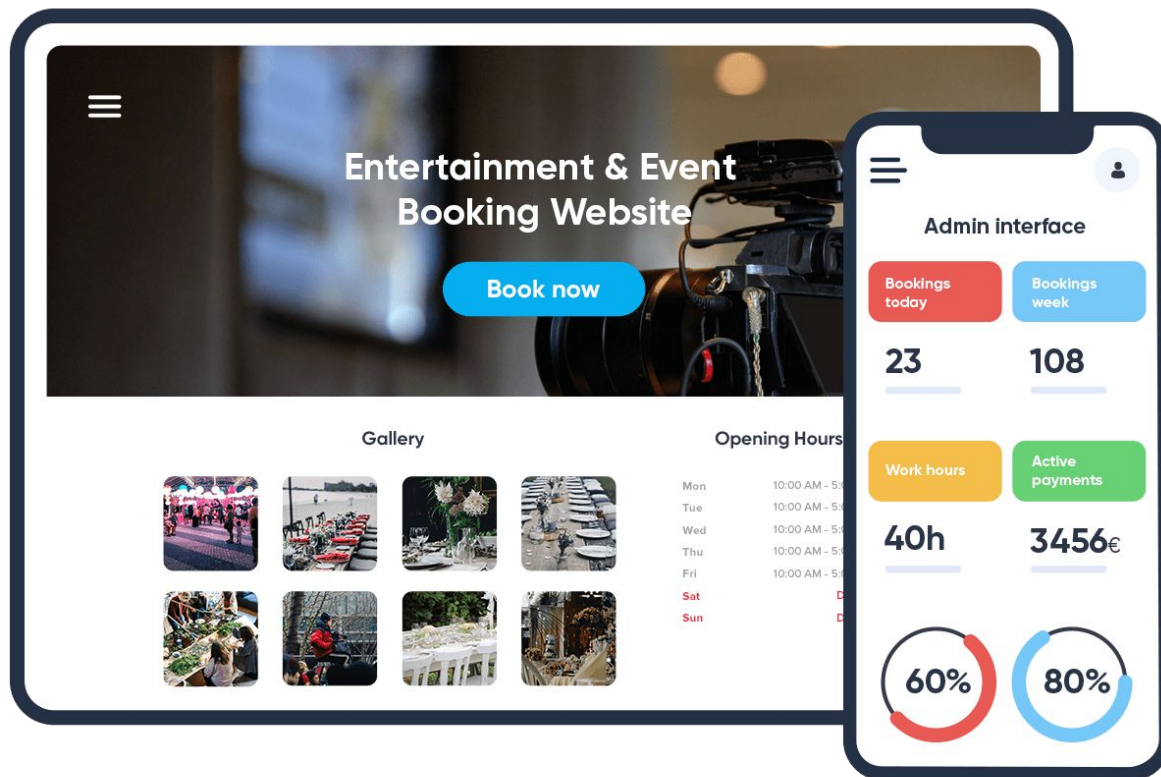 Entertainment & Event
Booking Website
Book now
Gallery
Opening Hours
Mon 10:00 AM - 5:
Tue 10:00 AM - 5:
Wed 10:00 AM - 5:
Thu 10:00 AM - 5:
Fri 10:00 AM - 5:
Sat
Sun
Admin interface
Bookings
today
Bookings
week
23
108
Work hours
Active
payments
40h
3456€
60%
80%